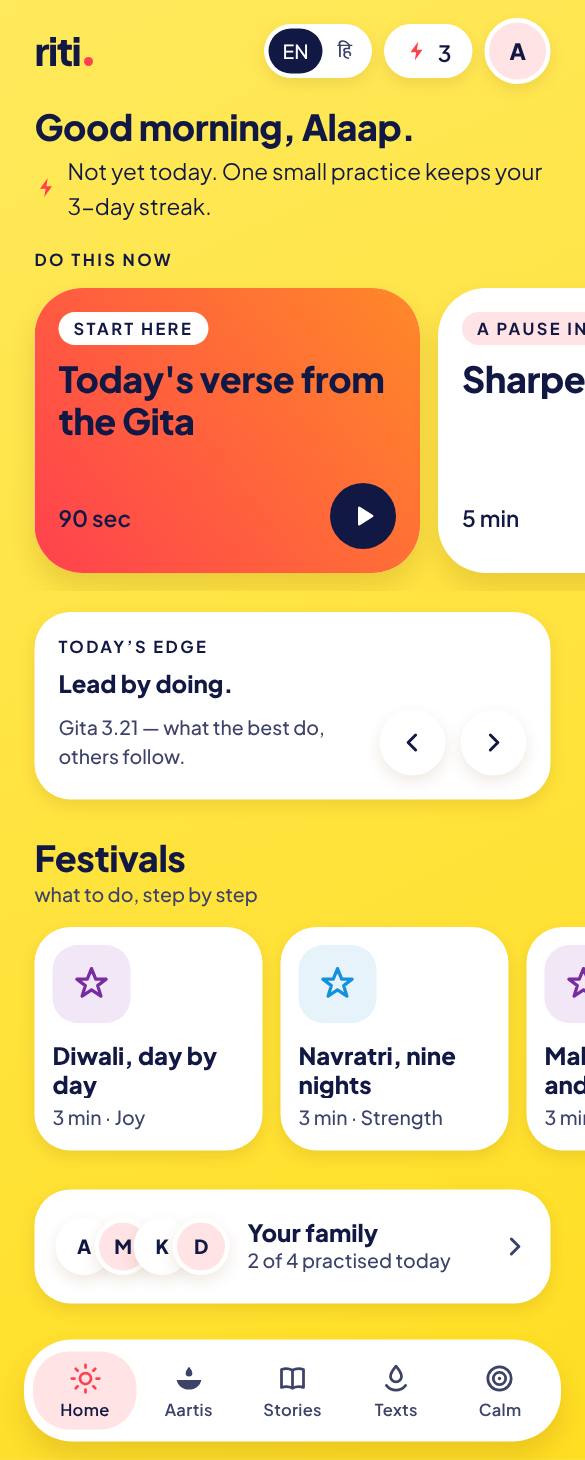 riti.
EN हि 3 A
Good morning, Alaap.
Not yet today. One small practice keeps your
3-day streak.
DO THIS NOW
START HERE
Today's verse from
the Gita
90 sec
A PAUSE IN
Sharpe
5 min
TODAY’S EDGE
Lead by doing.
Gita 3.21 — what the best do,
others follow.
Festivals
what to do, step by step
Diwali, day by
day
3 min · Joy
Navratri, nine
nights
3 min · Strength
and
3 min
A M K D
Your family
2 of 4 practised today
Home Aartis Stories Texts Calm